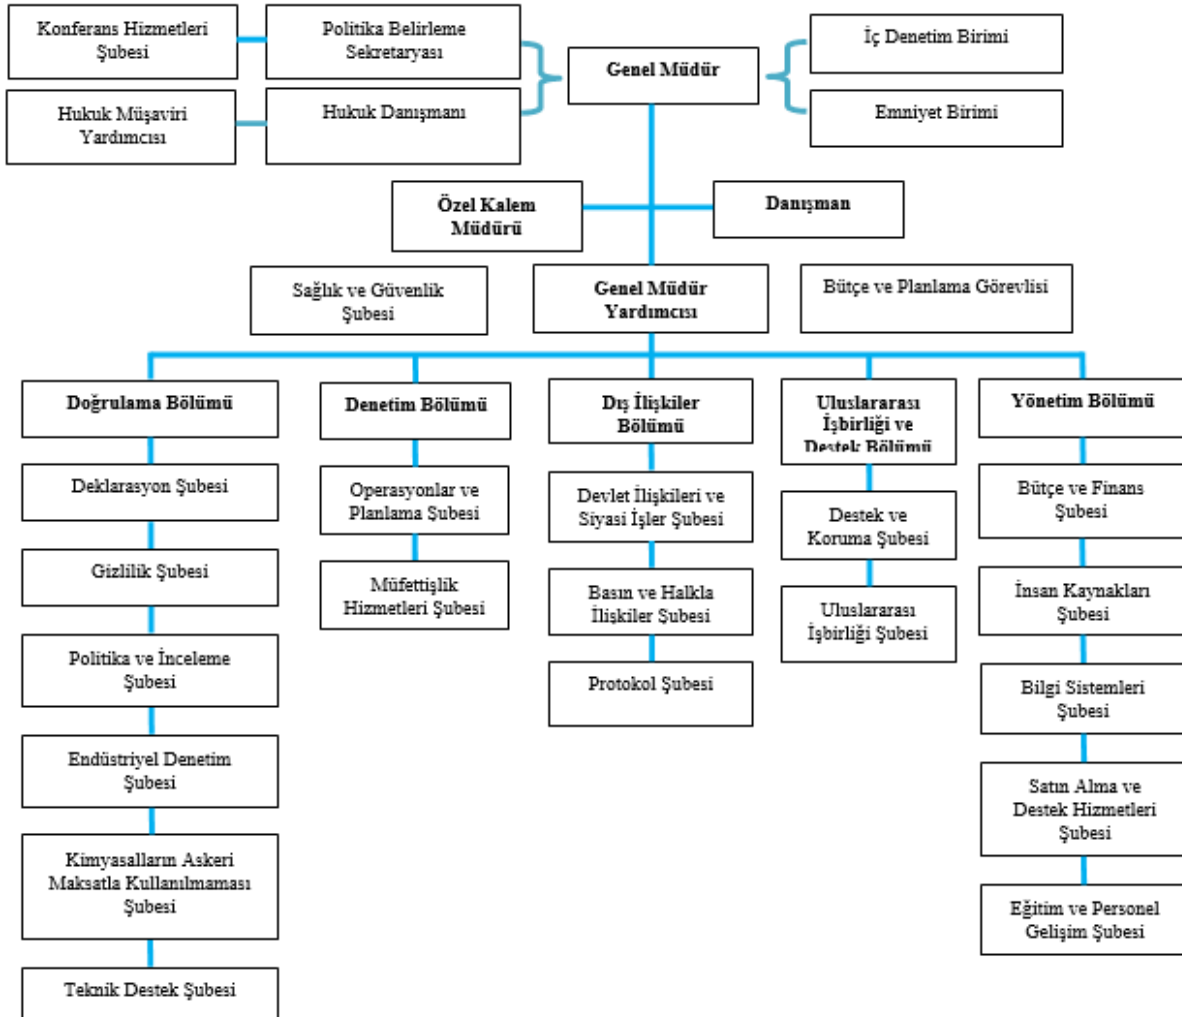 Konferans Hizmetleri
Şubesi
Politika Belirleme
Sekretaryası
Genel Müdür
İç Denetim Birimi
Hukuk Müşaviri
Yardımcısı
Hukuk Danışmanı
Emniyet Birimi
Özel Kalem
Müdürü
Danışman
Sağlık ve Güvenlik
Şubesi
Genel Müdür
Yardımcısı
Bütçe ve Planlama Görevlisi
Doğrulama Bölümü
Deklarasyon Şubesi
Gizlilik Şubesi
Politika ve İnceleme
Şubesi
Endüstriyel Denetim
Şubesi
Kimyasalların Askeri
Maksatla Kullanılmaması
Şubesi
Teknik Destek Şubesi
Denetim Bölümü
Operasyonlar ve
Planlama Şubesi
Müfettişlik
Hizmetleri Şubesi
Dış İlişkiler
Bölümü
Devlet İlişkileri ve
Siyasi İşler Şubesi
Basın ve Halkla
İlişkiler Şubesi
Protokol Şubesi
Uluslararası
İşbirliği ve
Destek Bölümü
Destek ve
Koruma Şubesi
Uluslararası
İşbirliği Şubesi
Yönetim Bölümü
Bütçe ve Finans
Şubesi
İnsan Kaynakları
Şubesi
Bilgi Sistemleri
Şubesi
Satın Alma ve
Destek Hizmetleri
Şubesi
Eğitim ve Personel
Gelişim Şubesi